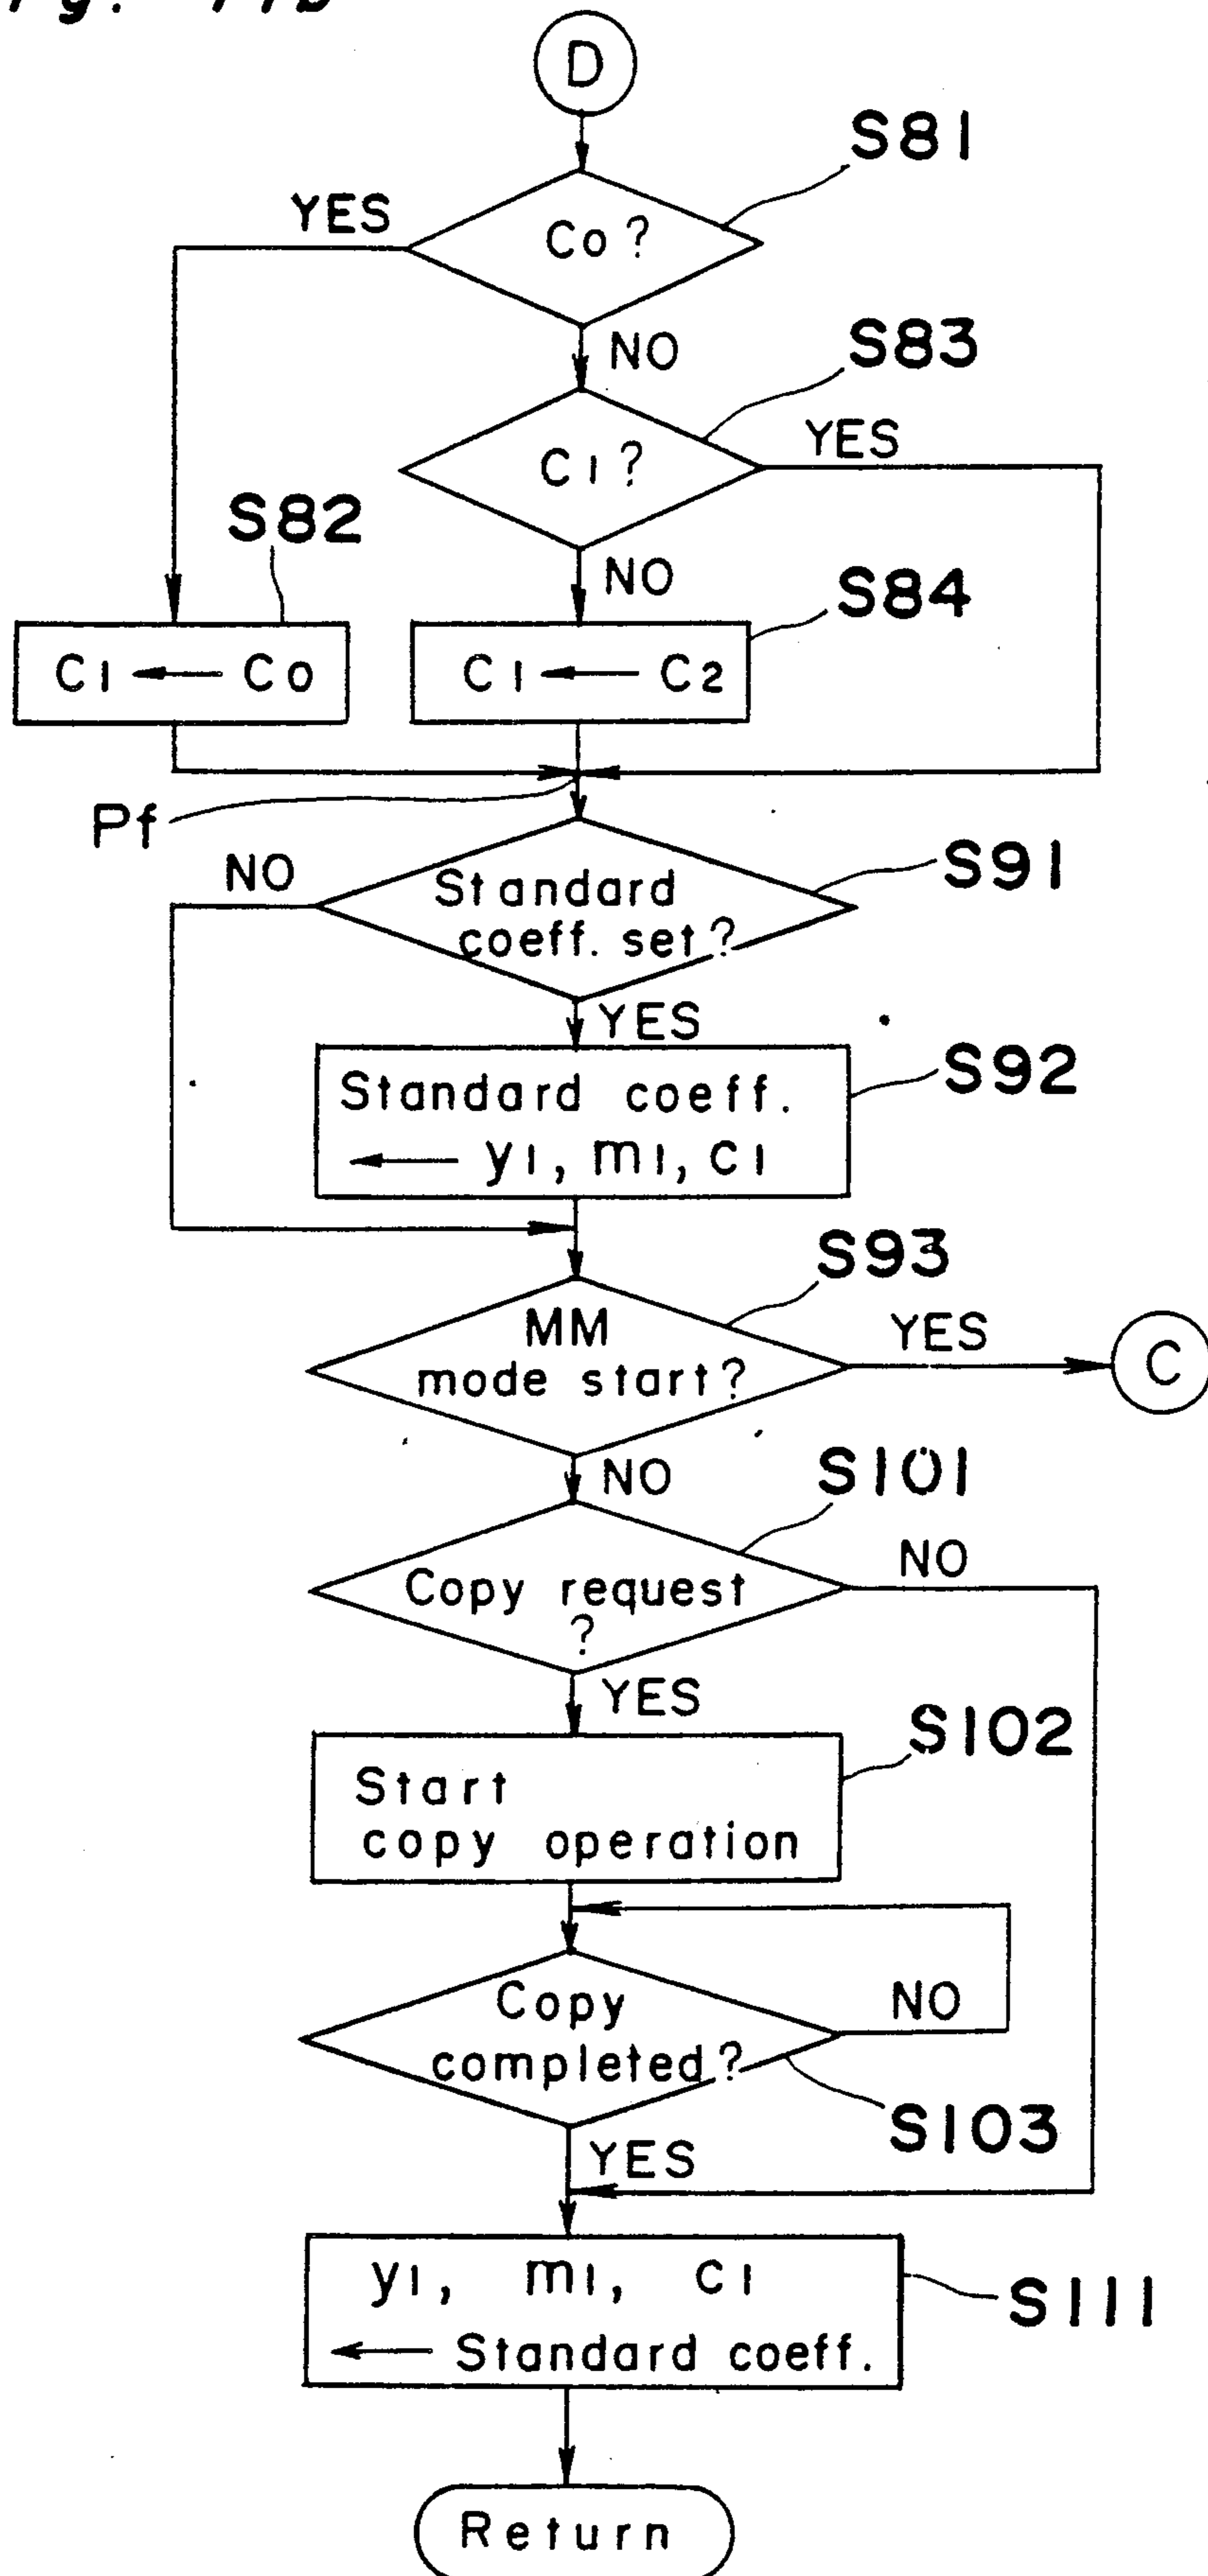 D
S81
YES
Co?
NO
S83
C1?
YES
S82
NO
S84
C1 ← C0
C1 ← C2
Pf
NO
S91
Standard
coeff. set?
YES
S92
Standard coeff.
← y1, m1, c1
S93
MM
mode start?
YES
C
NO
S101
Copy request
?
NO
YES
S102
Start
copy operation
Copy
completed?
NO
S103
YES
y1, m1, c1
← Standard coeff.
S111
Return